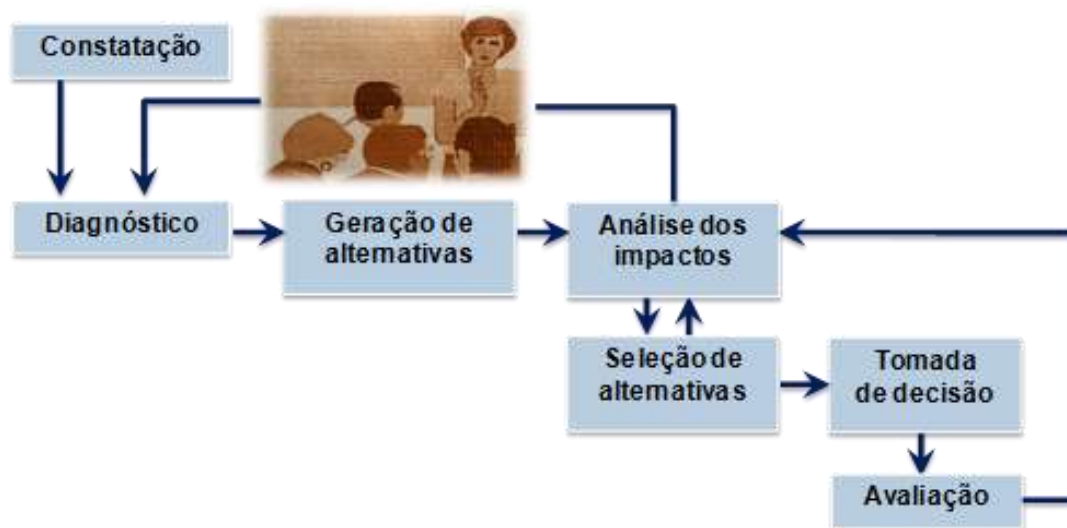 Constatação
Diagnóstico
Geração de
alternativas
Análise dos
impactos
Seleção de
alternativas
Tomada
de decisão
Avaliação